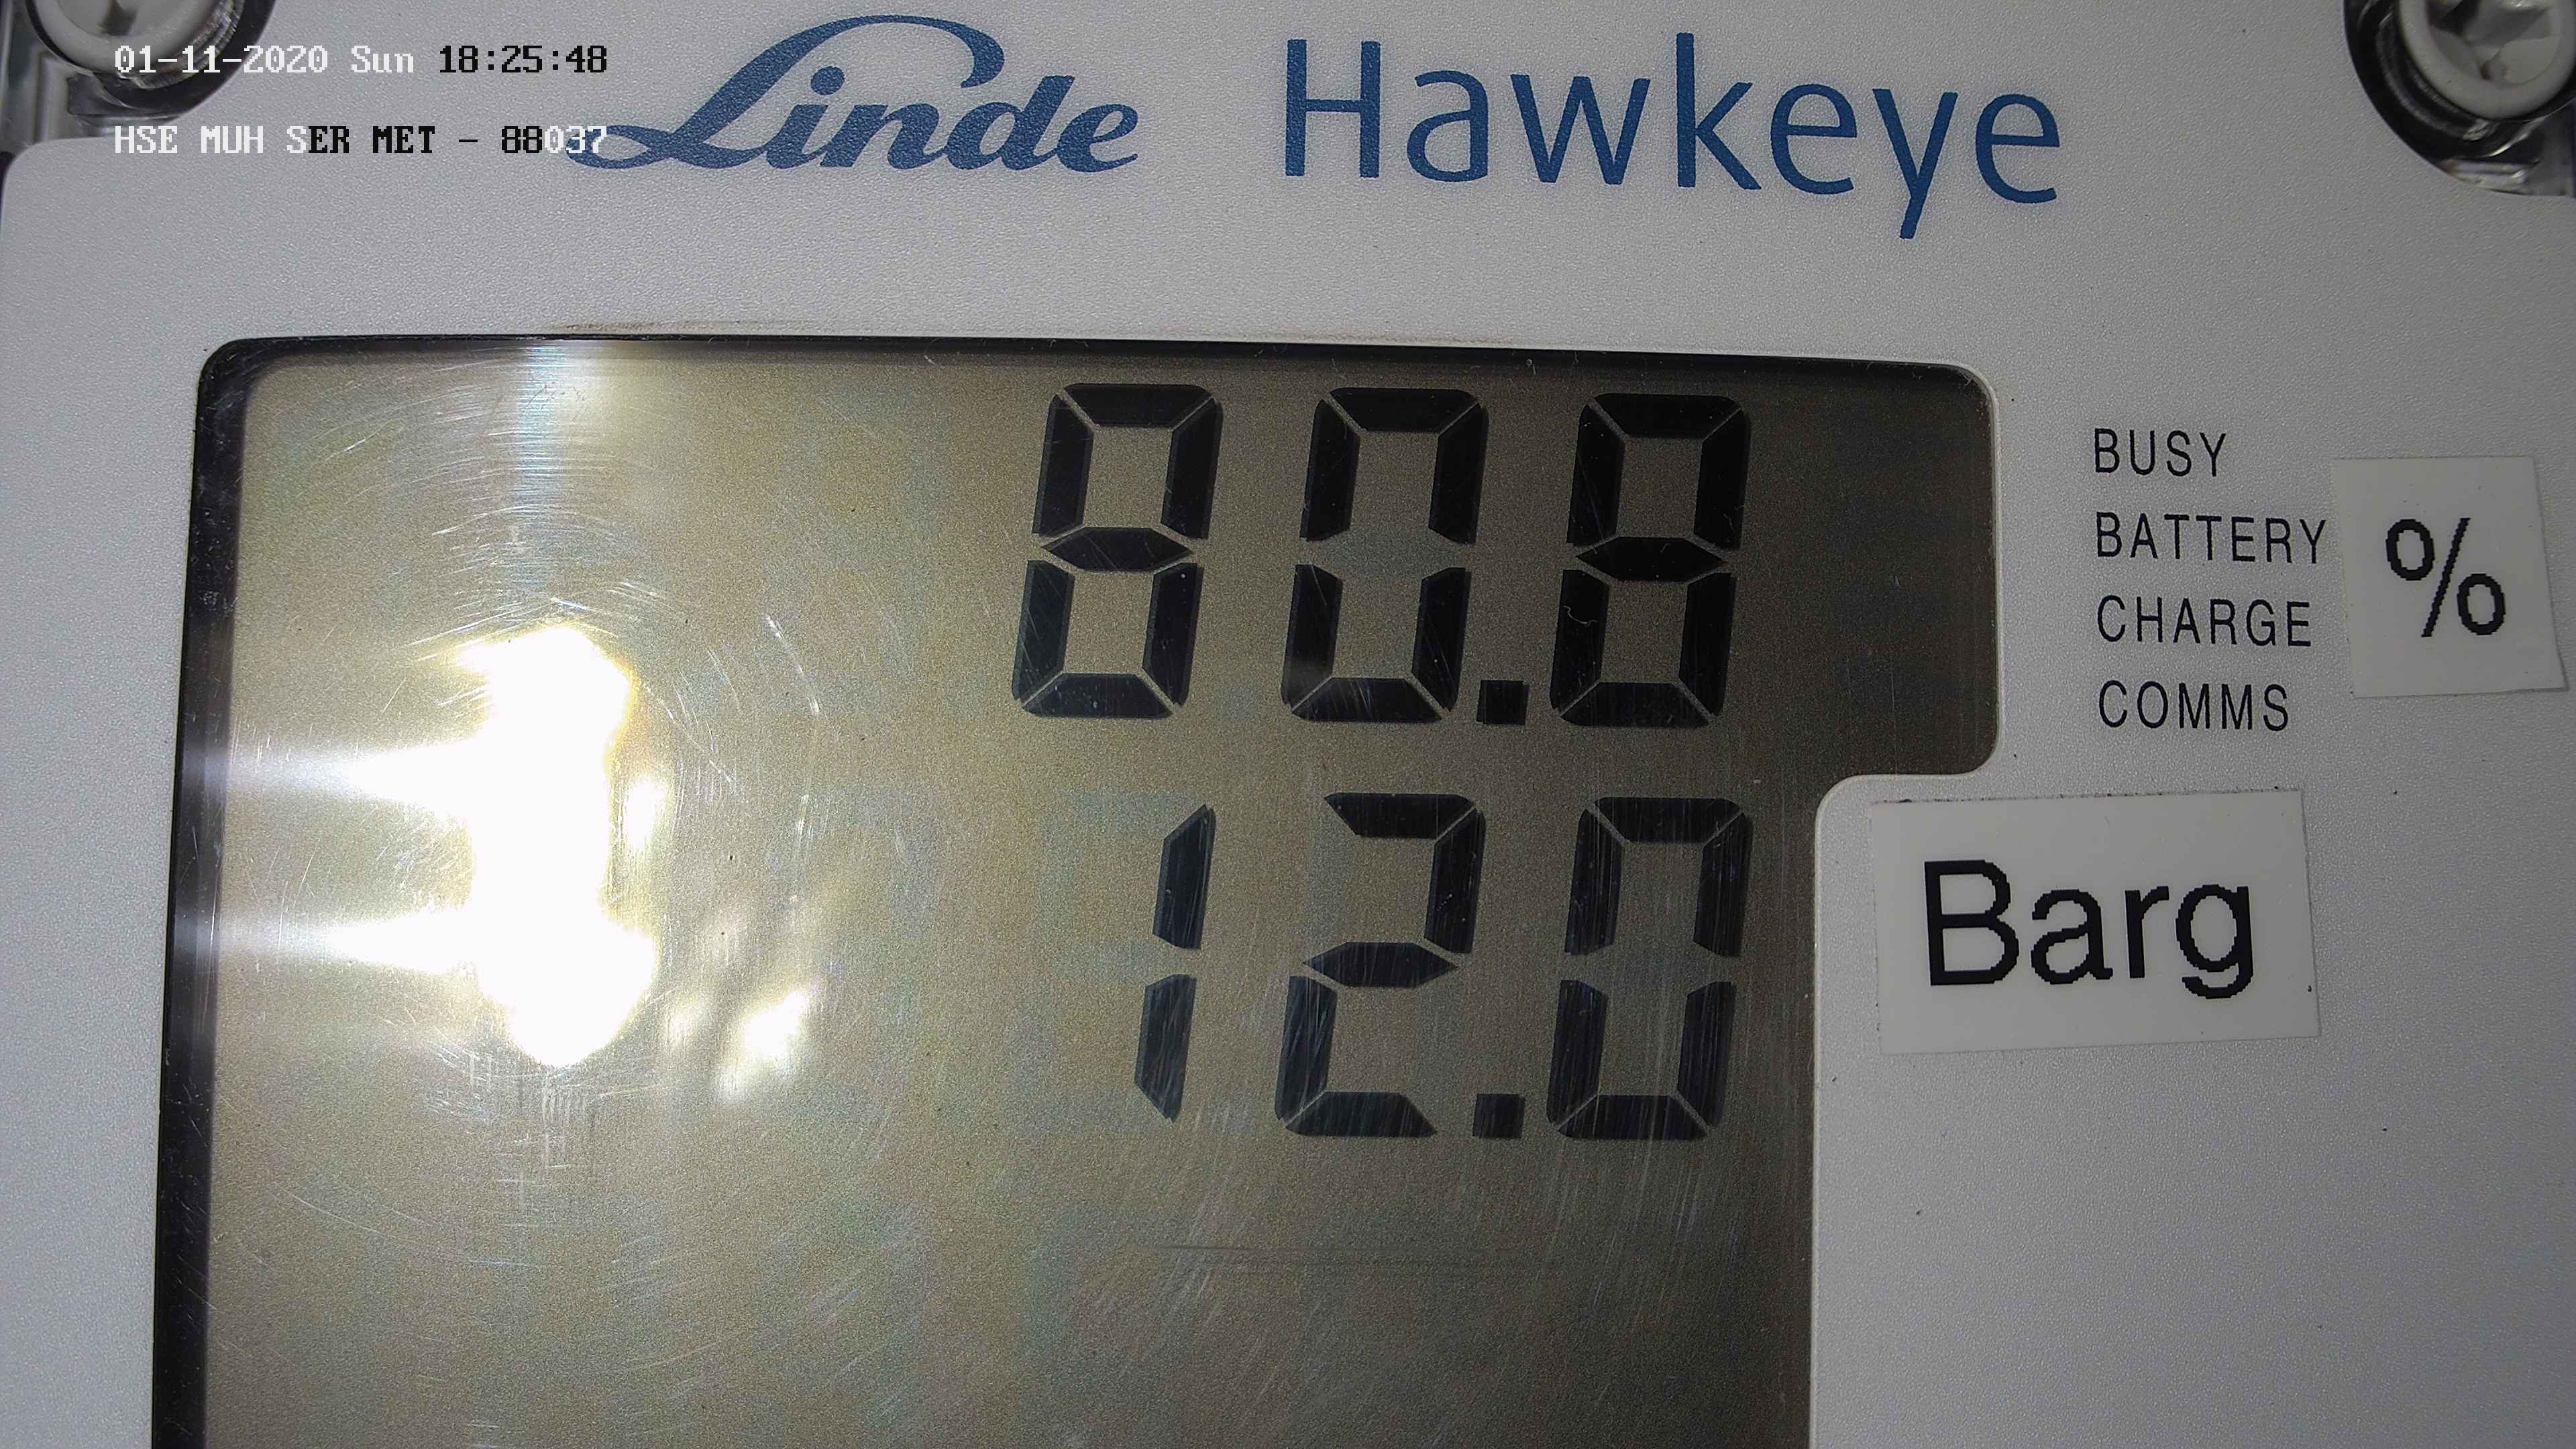 01-11-2020 Sun 18:25:48
HSE MUH SER MET - 88037
Linde Hawkeye
80.8
BUSY
BATTERY
CHARGE
COMMS
%
12.0
Barg